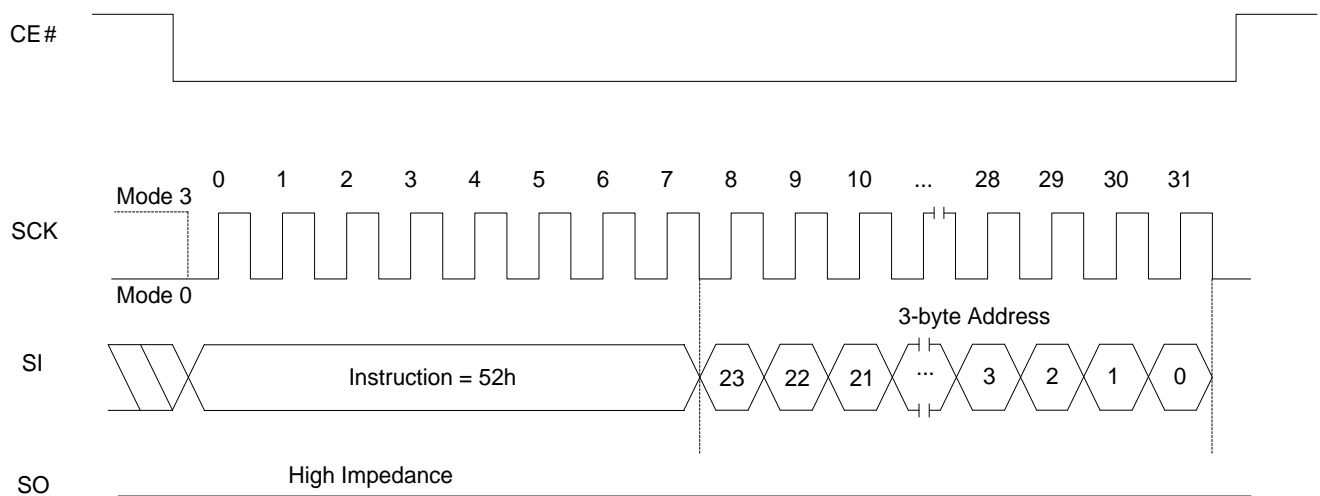 CE#
0 1 2 3 4 5 6 7 8 9 10 ... 28 29 30 31
Mode 3
SCK
Mode 0
3-byte Address
SI
Instruction = 52h
23 22 21 ... 3 2 1 0
High Impedance
SO